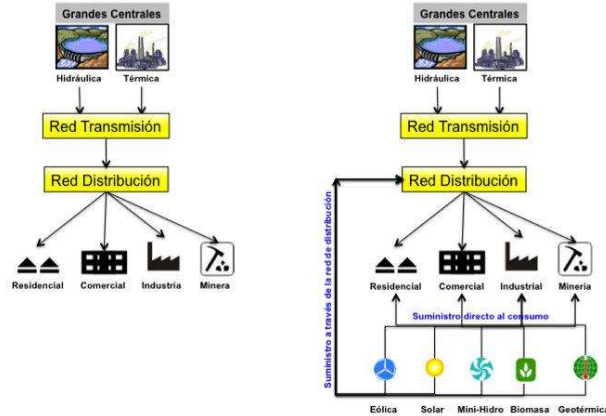 Grandes Centrales
Hidráulica
Térmica
Red Transmisión
Red Distribución
Residencial
Comercial
Industria
Minera
Grandes Centrales
Hidráulica
Térmica
Red Transmisión
Red Distribución
Suministro a través de la red de distribución
Residencial
Comercial
Industrial
Mineria
Suministro directo al consumo
Eólica
Solar
Mini-Hidro
Biomasa
Geotérmica